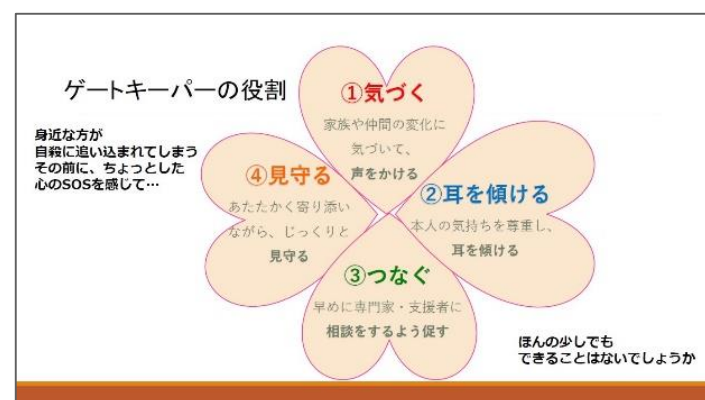 ゲートキーパーの役割
身近な方が
自殺に追い込まれてしまう
その前に、ちょっとした
心のSOSを感じて…
①気づく
家族や仲間の変化に
気づいて、
声をかける
②耳を傾ける
本人の気持ちを尊重し、
耳を傾ける
③つなぐ
早めに専門家・支援者に
相談をするよう促す
④見守る
あたたかく寄り添い
ながら、じっくりと
見守る
ほんの少しでも
できることはないでしょうか